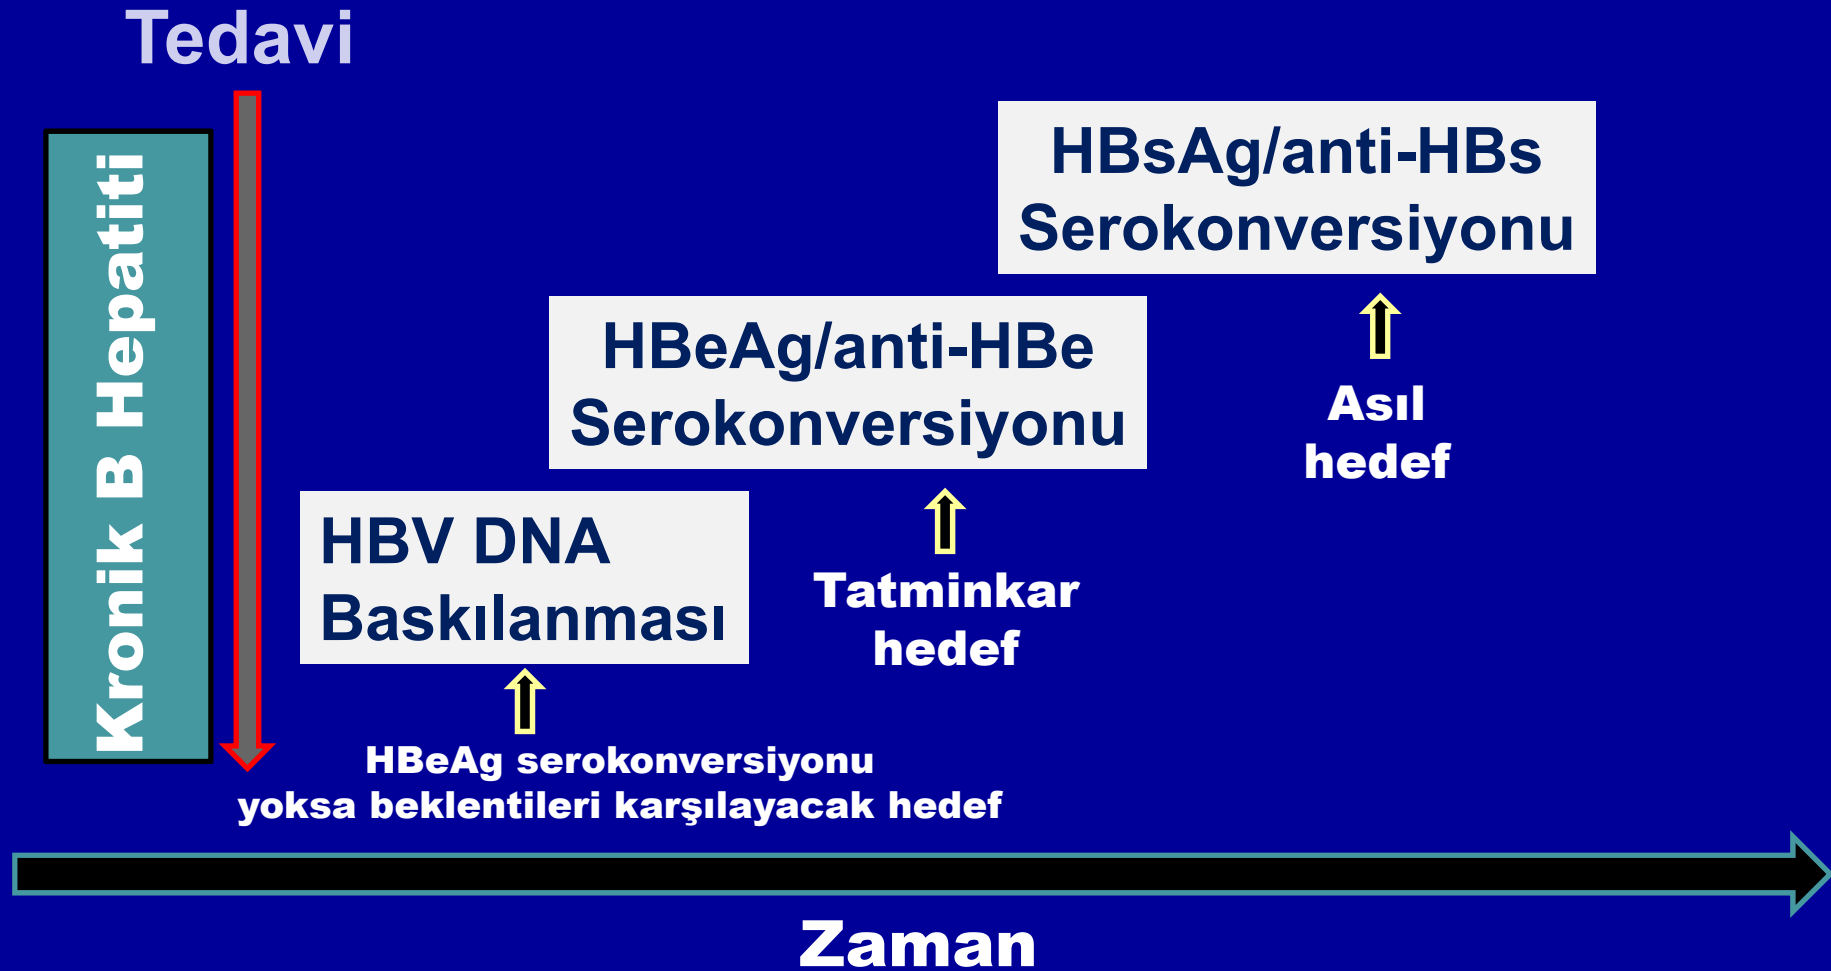 Tedavi
Kronik B Hepatiti
HBsAg/anti-HBs
Serokonversiyonu
Asıl
hedef
HBeAg/anti-HBe
Serokonversiyonu
Tatminkar
hedef
HBV DNA
Baskılanması
HBeAg serokonversiyonu
yoksa beklentileri karşılayacak hedef
Zaman